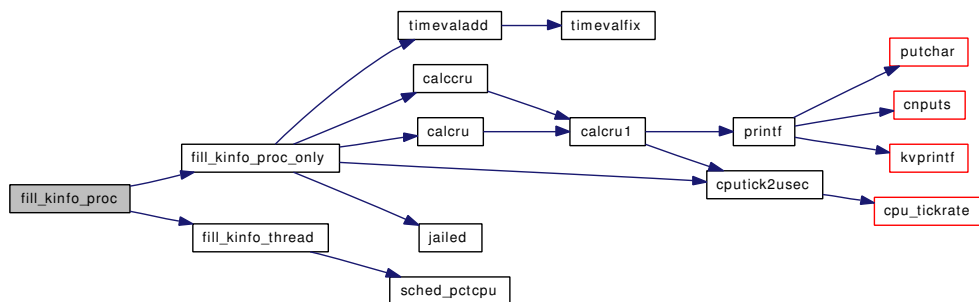 timevaladd
timevalfix
putchar
calccru
cnputs
calcru
calcru1
printf
fill_kinfo_proc_only
kvprintf
cputick2usec
fill_kinfo_proc
cpu_tickrate
fill_kinfo_thread
jailed
sched_pctcpu